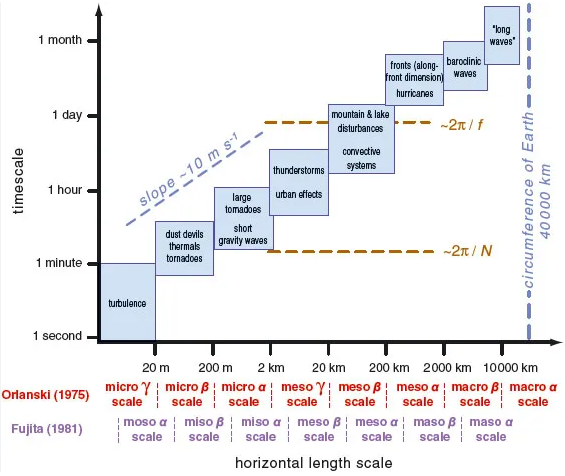 "long
waves"
1 month
fronts (along-
front dimension)
hurricanes
baroclinic
waves
1 day
mountain & lake
disturbances
convective
systems
~2π / f
slope ~10 m s-1
thunderstorms
urban effects
1 hour
large
tornadoes
short
gravity waves
dust devils
thermals
tornadoes
~2π / N
1 minute
turbulence
1 second
timescale
circumference of Earth
40000 km
20 m 200 m 2 km 20 km 200 km 2000 km 10000 km
Orlanski (1975)
micro γ
scale
micro β
scale
micro α
scale
meso γ
scale
meso β
scale
meso α
scale
macro β
scale
macro α
scale
Fujita (1981)
moso α
scale
miso β
scale
miso α
scale
meso β
scale
meso α
scale
maso β
scale
maso α
scale
horizontal length scale